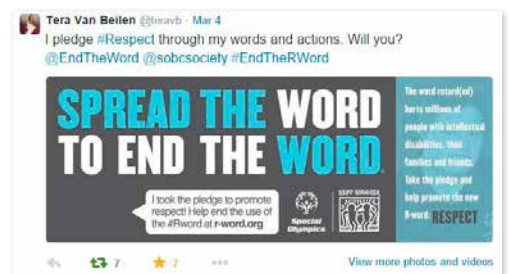 Tera Van Beilen @teravb · Mar 4
I pledge #Respect through my words and actions. Will you?
@EndTheWord @sobcsociety #EndTheRWord
SPREAD THE WORD
TO END THE WORD
I took the pledge to promote
respect! Help end the use of
the #Rword at r-word.org
Special
Olympics
BEST BUDDIES
The word retard(ed)
hurts millions of
people with intellectual
disabilities, their
families and friends.
Take the pledge and
help promote the new
R-word: RESPECT
7
7
View more photos and videos